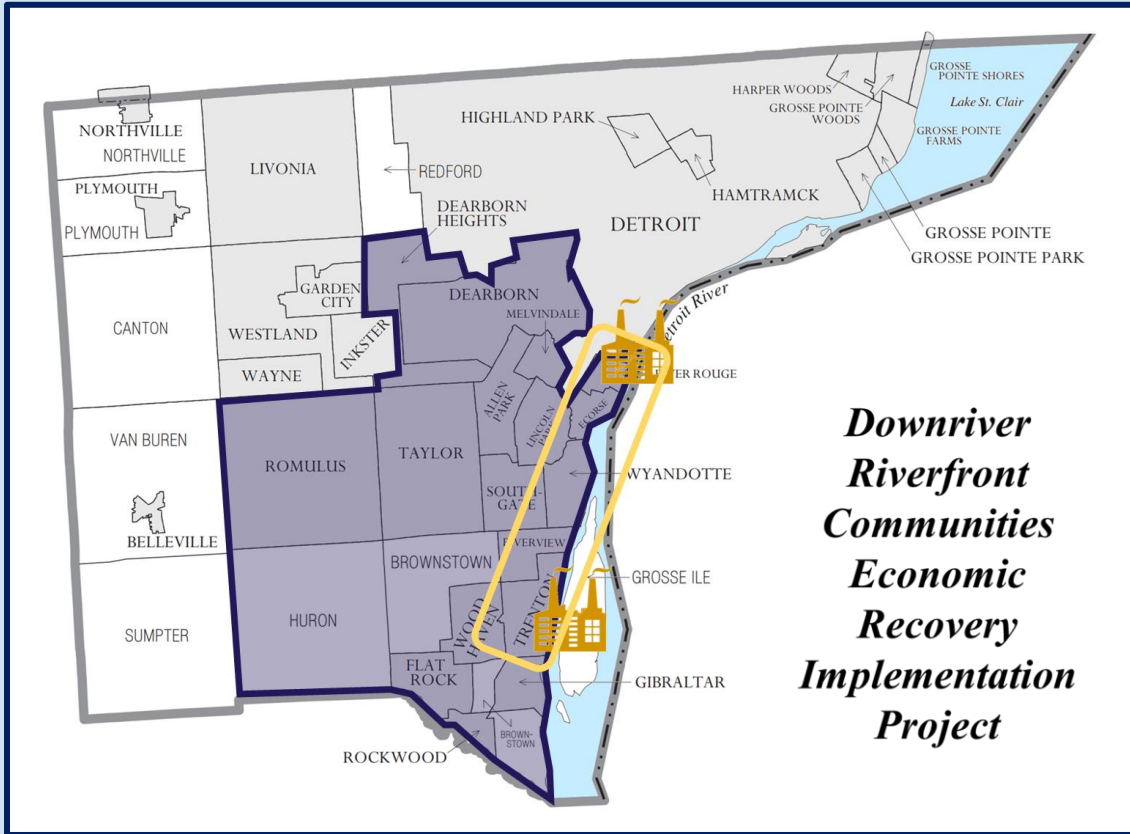 GROSSE
POINTE SHORES
HARPER WOODS
GROSSE POINTE
WOODS
Lake St. Clair
GROSSE POINTE
FARMS
HIGHLAND PARK
NORTHVILLE
NORTHVILLE
LIVONIA
REDFORD
PLYMOUTH
PLYMOUTH
HAMTRAMCK
DEARBORN
HEIGHTS
DETROIT
GROSSE POINTE
GROSSE POINTE PARK
GARDEN
CITY
DEARBORN
MELVINDALE
CANTON
WESTLAND
INKSTER
WAYNE
River
ROUGE
ALLEN
PARK
LINCOLN
ECORSE
VAN BUREN
ROMULUS
TAYLOR
WYANDOTTE
SOUTH-
GATE
BELLEVILLE
BROWNSTOWN
RIVERVIEW
GROSSE ILE
WOOD
HAVEN
TRENTON
SUMPTER
HURON
FLAT
ROCK
GIBRALTAR
BROWN-
STOWN
ROCKWOOD
Downriver
Riverfront
Communities
Economic
Recovery
Implementation
Project